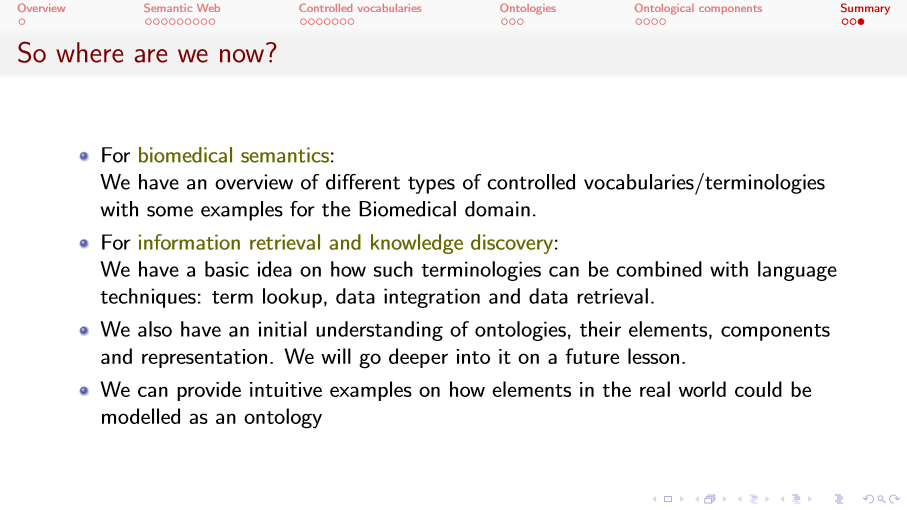 Overview Semantic Web Controlled vocabularies Ontologies Ontological components Summary
So where are we now?
For biomedical semantics:
We have an overview of different types of controlled vocabularies/terminologies
with some examples for the Biomedical domain.
For information retrieval and knowledge discovery:
We have a basic idea on how such terminologies can be combined with language
techniques: term lookup, data integration and data retrieval.
We also have an initial understanding of ontologies, their elements, components
and representation. We will go deeper into it on a future lesson.
We can provide intuitive examples on how elements in the real world could be
modelled as an ontology